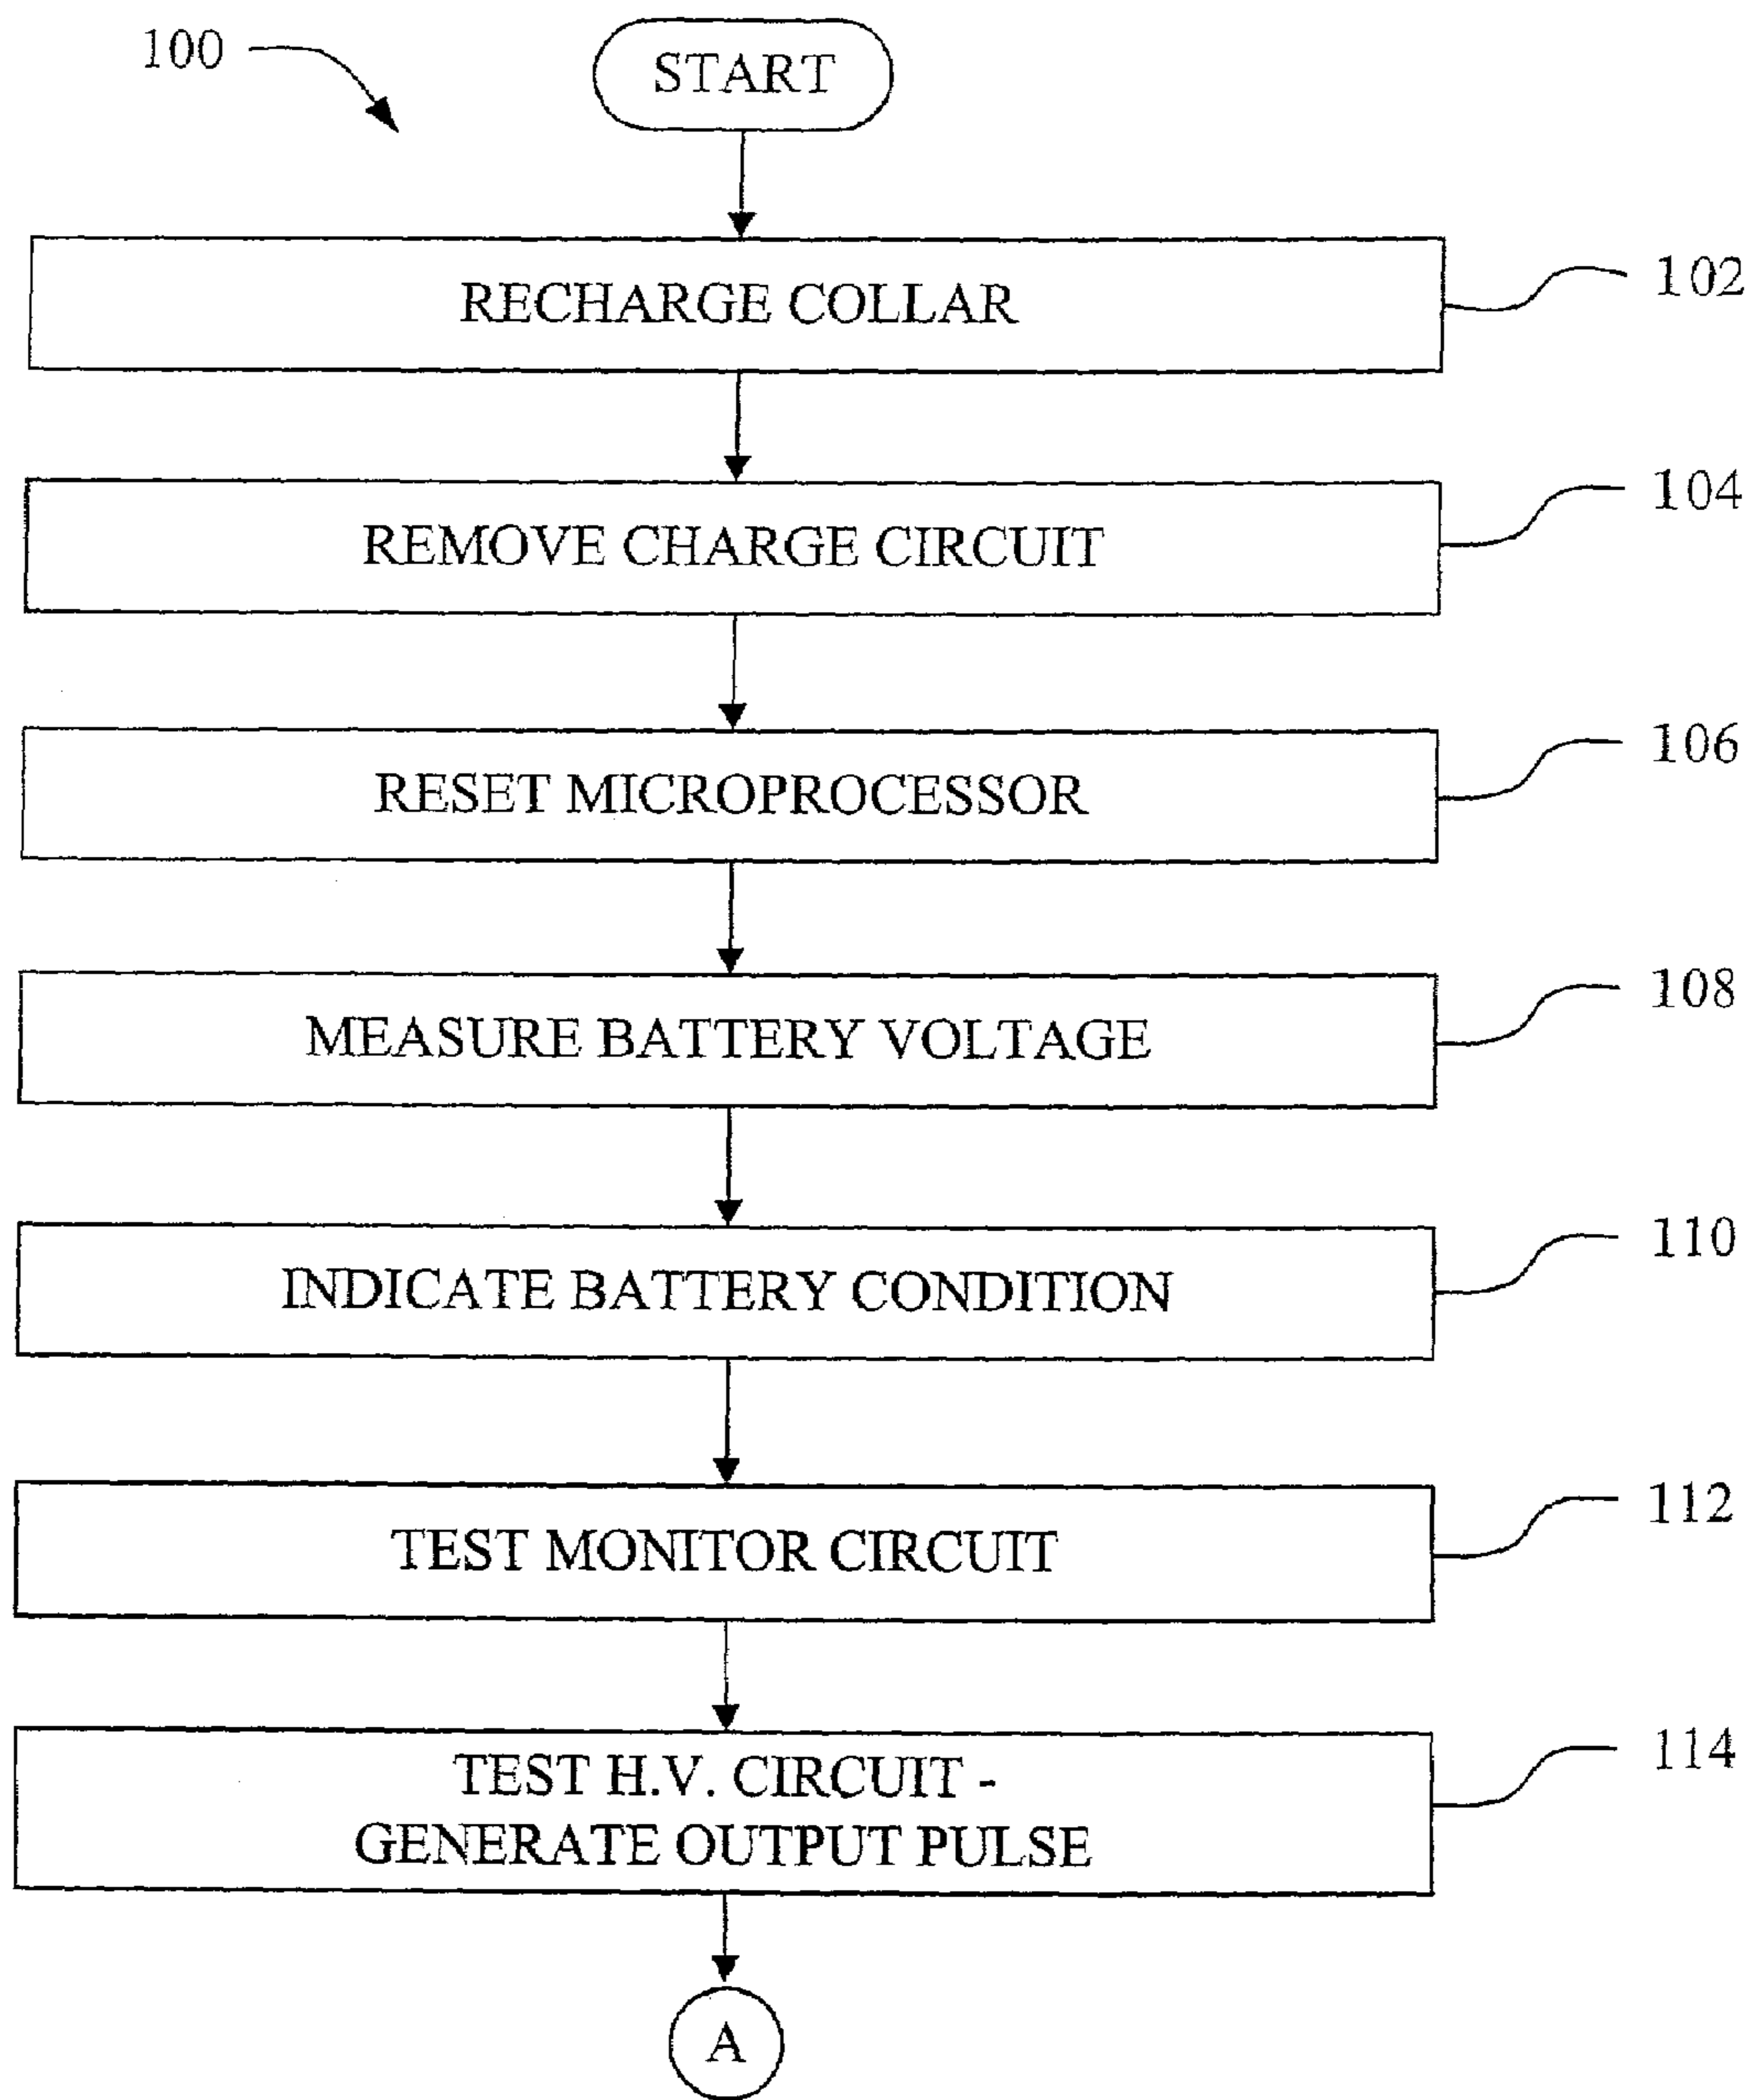 100
START
RECHARGE COLLAR
102
REMOVE CHARGE CIRCUIT
104
RESET MICROPROCESSOR
106
MEASURE BATTERY VOLTAGE
108
INDICATE BATTERY CONDITION
110
TEST MONITOR CIRCUIT
112
TEST H.V. CIRCUIT -
GENERATE OUTPUT PULSE
114
A